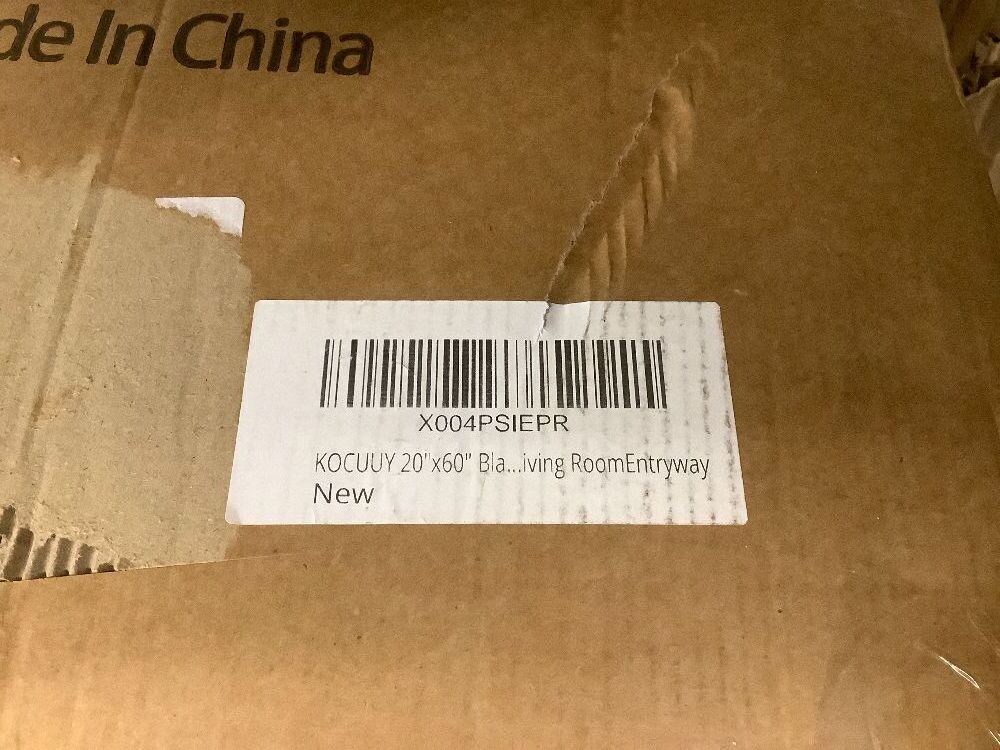 de In China
X004PSIEPR
KOCUUY 20"x60" Bla...iving RoomEntryway
New